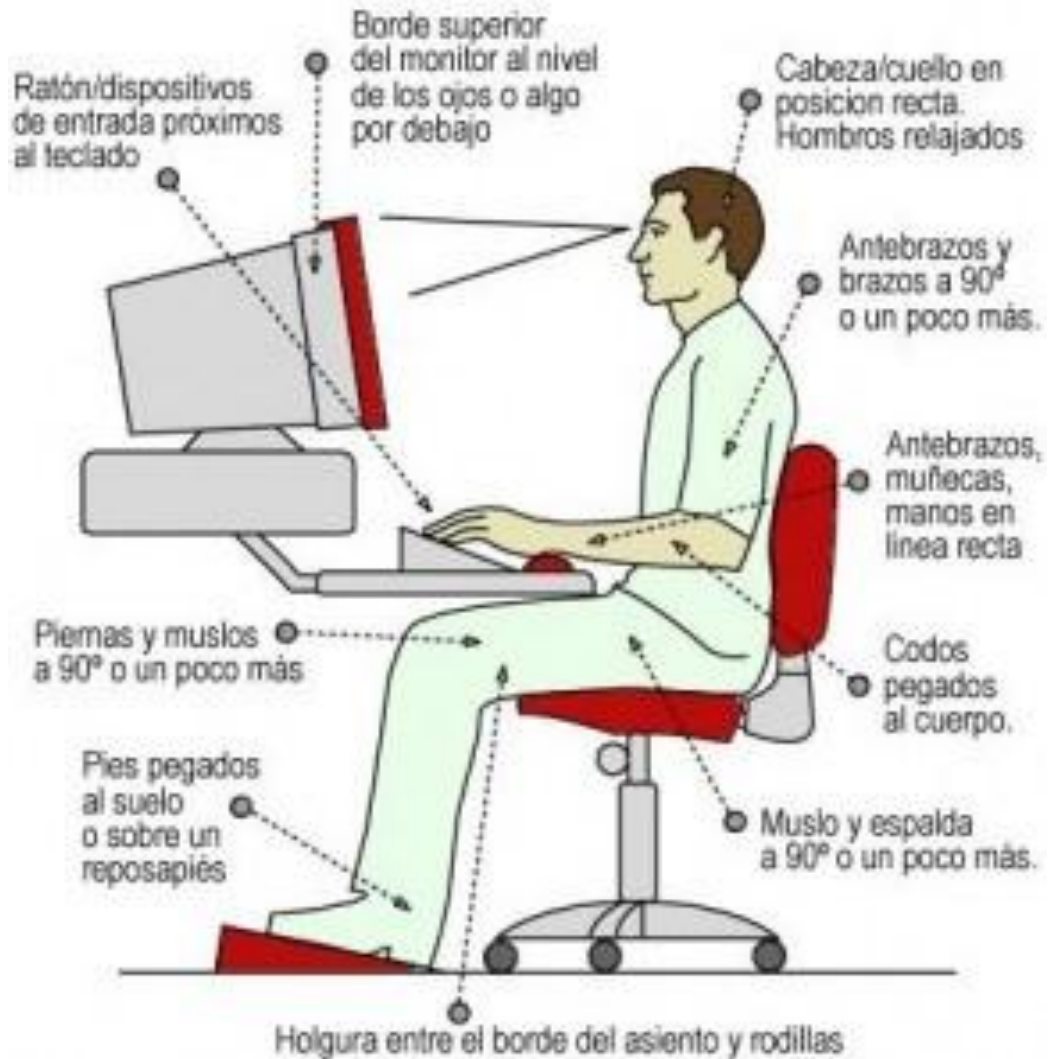 Borde superior
del monitor al nivel
de los ojos o algo
por debajo
Ratón/dispositivos
de entrada próximos
al teclado
Cabeza/cuello en
posicion recta.
Hombros relajados
Antebrazos y
brazos a 90º
o un poco más.
Antebrazos,
muñecas,
manos en
linea recta
Piernas y muslos
a 90º o un poco más
Codos
pegados
al cuerpo.
Pies pegados
al suelo
o sobre un
reposapiés
Muslo y espalda
a 90º o un poco más.
Holgura entre el borde del asiento y rodillas